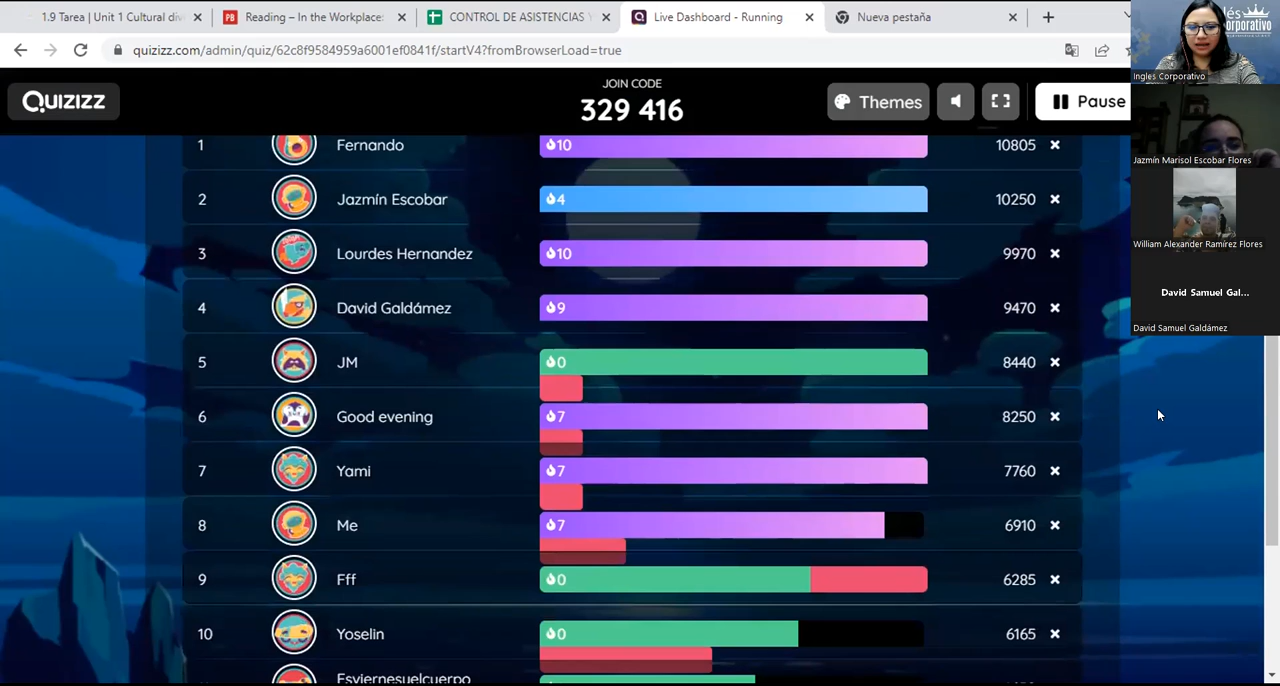 1.9 Tarea | Unit 1 Cultural div
Reading – In the Workplace:
CONTROL DE ASISTENCIAS Y
Live Dashboard - Running
Nueva pestaña
quizizz.com/admin/quiz/62c8f9584959a6001ef0841f/startV4?fromBrowserLoad=true
QUIZIZZ
JOIN CODE
329 416
Themes
Pause
1 Fernando 10 10805
2 Jazmín Escobar 4 10250
3 Lourdes Hernandez 10 9970
4 David Galdámez 9 9470
5 JM 0 8440
6 Good evening 7 8250
7 Yami 7 7760
8 Me 7 6910
9 Fff 0 6285
10 Yoselin 0 6165
Esviernesuelcuerpo
Ingles Corporativo
Jazmín Marisol Escobar Flores
William Alexander Ramírez Flores
David Samuel Gal...
David Samuel Galdámez